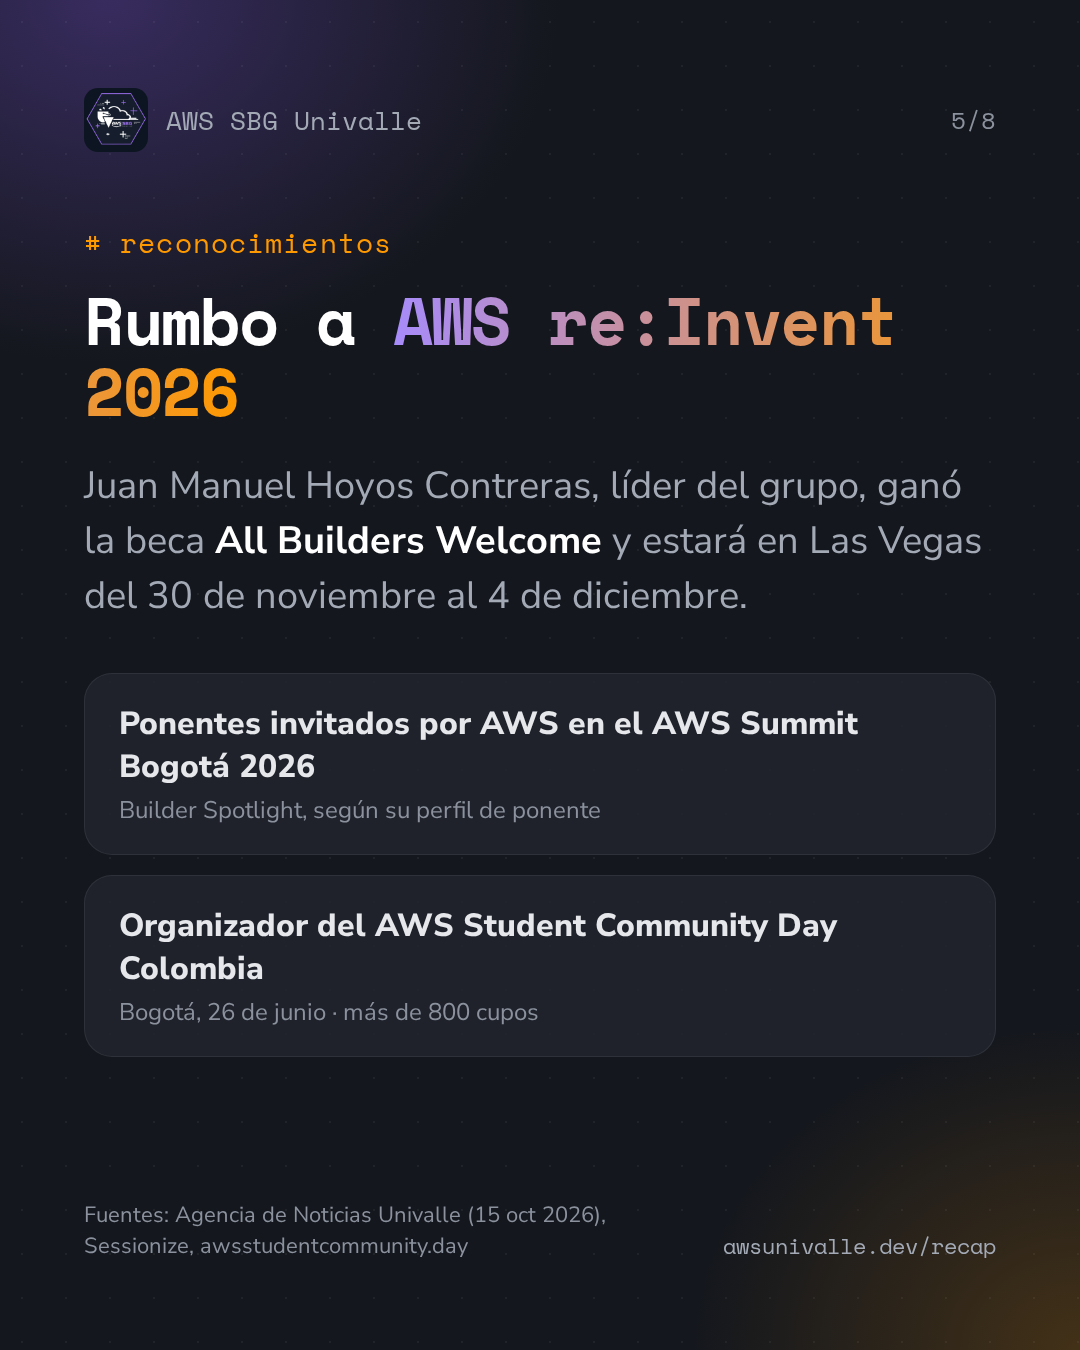 AWS SBG Univalle
5/8
# reconocimientos
Rumbo a AWS re:Invent
2026
Juan Manuel Hoyos Contreras, líder del grupo, ganó
la beca All Builders Welcome y estará en Las Vegas
del 30 de noviembre al 4 de diciembre.
Ponentes invitados por AWS en el AWS Summit
Bogotá 2026
Builder Spotlight, según su perfil de ponente
Organizador del AWS Student Community Day
Colombia
Bogotá, 26 de junio · más de 800 cupos
Fuentes: Agencia de Noticias Univalle (15 oct 2026),
Sessionize, awsstudentcommunity.day
awsunivalle.dev/recap